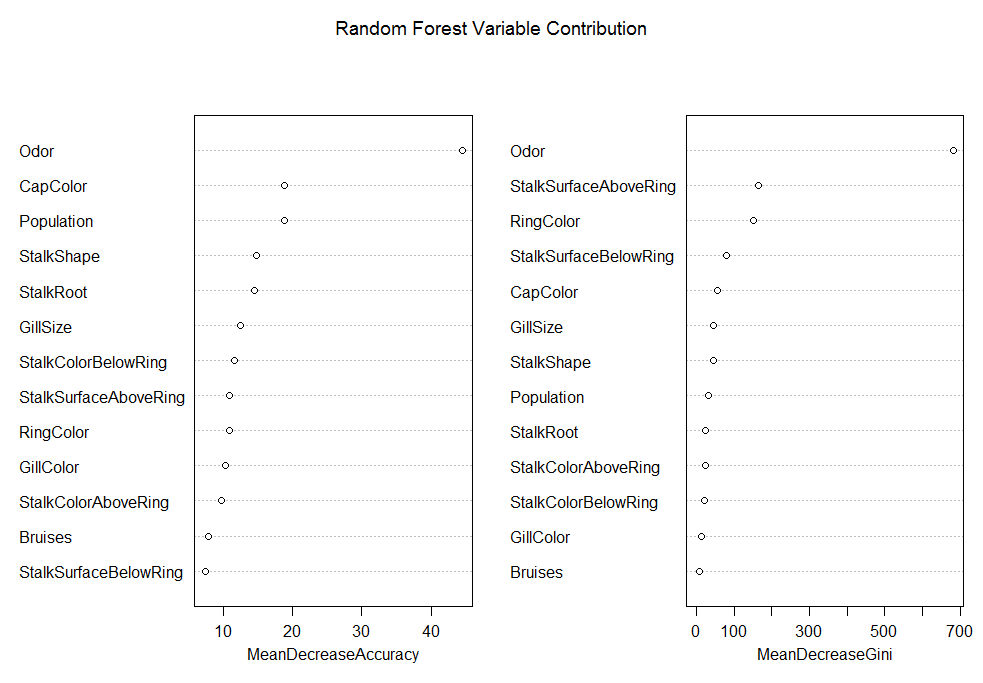 Random Forest Variable Contribution
Odor
CapColor
Population
StalkShape
StalkRoot
GillSize
StalkColorBelowRing
StalkSurfaceAboveRing
RingColor
GillColor
StalkColorAboveRing
Bruises
StalkSurfaceBelowRing
10 20 30 40
MeanDecreaseAccuracy
Odor
StalkSurfaceAboveRing
RingColor
StalkSurfaceBelowRing
CapColor
GillSize
StalkShape
Population
StalkRoot
StalkColorAboveRing
StalkColorBelowRing
GillColor
Bruises
0 100 300 500 700
MeanDecreaseGini